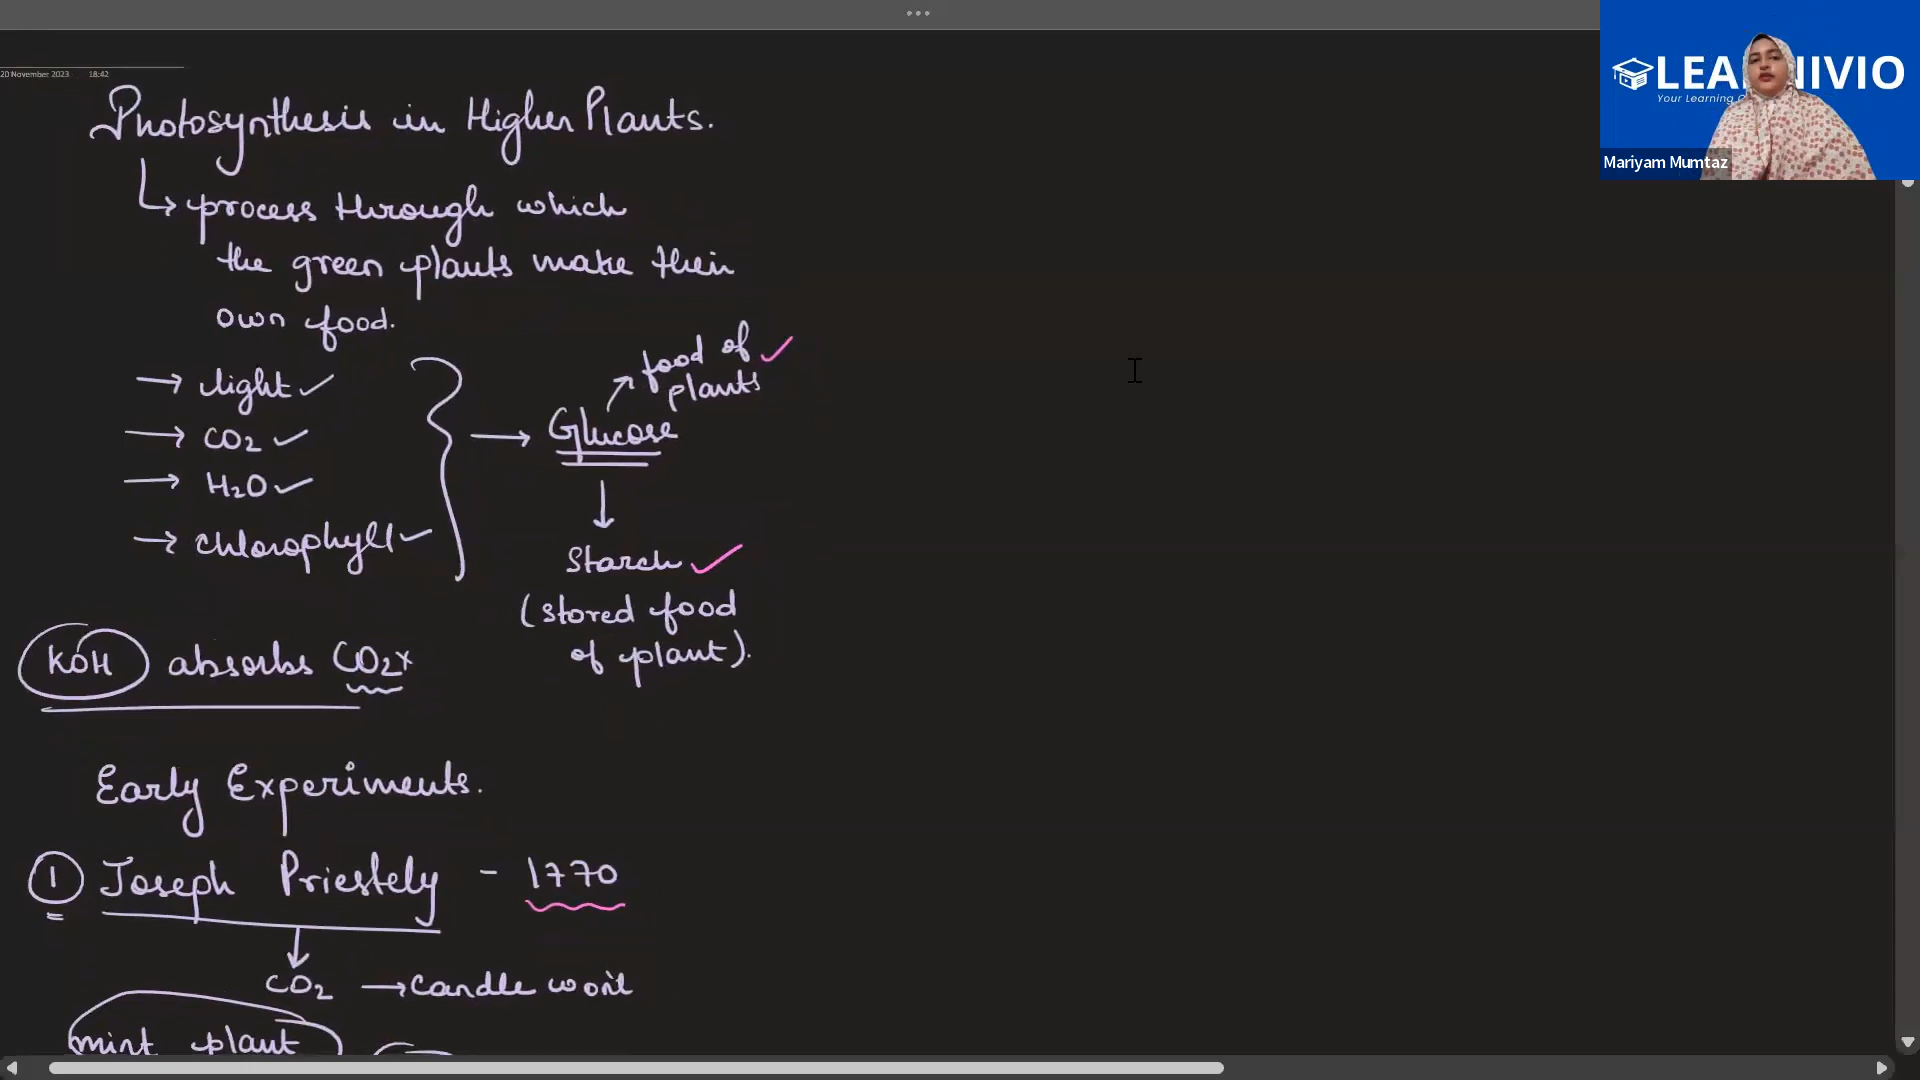 20 November 2023 18:42
Photosynthesis in Higher Plants.
process through which
the green plants make their
own food.
→ light ✓
→ CO2 ✓
→ H2O ✓
→ chlorophyll ✓
→ Glucose
food of ✓
plants
Starch ✓
(stored food
of plant).
KOH absorbs CO2x
Early Experiments.
1 Joseph Priestely - 1770
CO2 → Candle won't
mint plant
LEA NIVIO
Your Learning
Mariyam Mumtaz